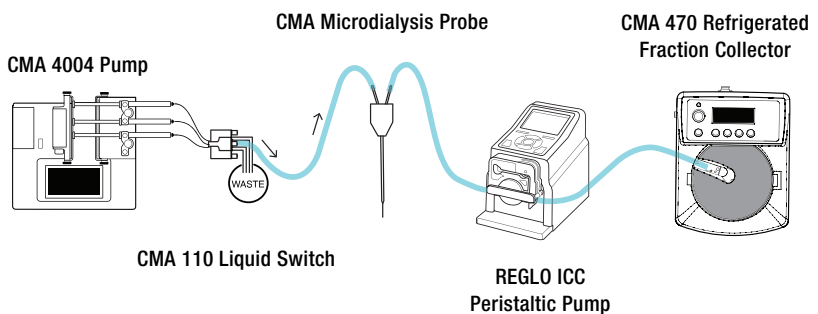 CMA Microdialysis Probe
CMA 470 Refrigerated
Fraction Collector
CMA 4004 Pump
WASTE
CMA 110 Liquid Switch
REGLO ICC
Peristaltic Pump